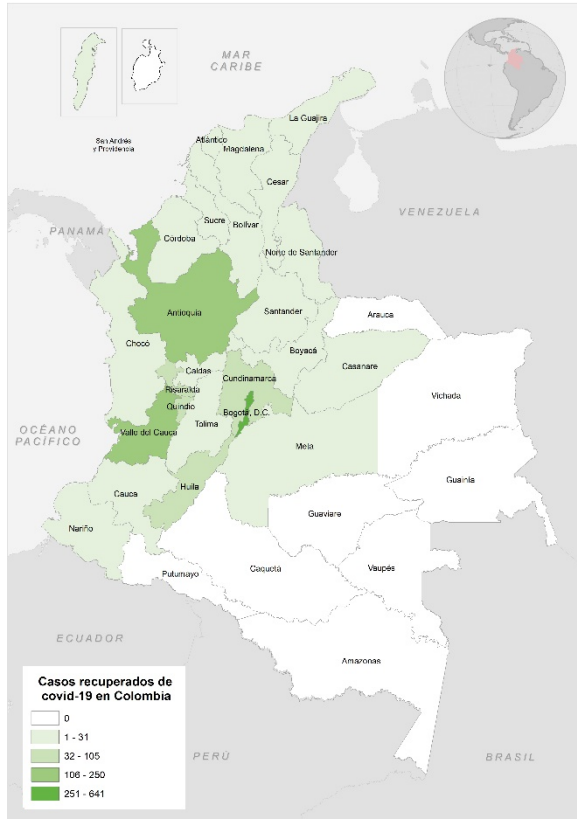 MAR
CARIBE
La Guajira
San Andrés
y Providencia
Atlántico
Magdalena
Cesar
VENEZUELA
PANAMÁ
Sucre
Córdoba
Bolívar
Norte de Santander
Antioquia
Santander
Arauca
Chocó
Boyacá
Caldas
Casanare
Cundinamarca
Risaralda
Vichada
Quindío
Bogotá, D.C.
OCÉANO
PACÍFICO
Valle del Cauca
Tolima
Meta
Guainía
Huila
Cauca
Guaviare
Nariño
Caquetá
Vaupés
Putumayo
ECUADOR
Amazonas
Casos recuperados de
covid-19 en Colombia
0
1 - 31
32 - 105
106 - 250
251 - 641
PERÚ
BRASIL